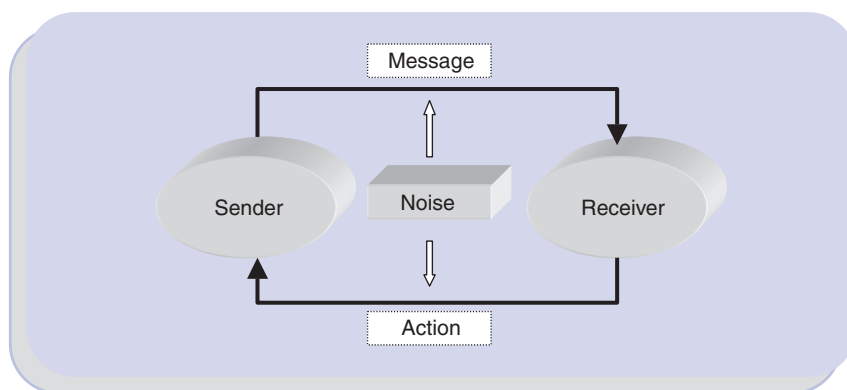 Message
Sender
Noise
Receiver
Action